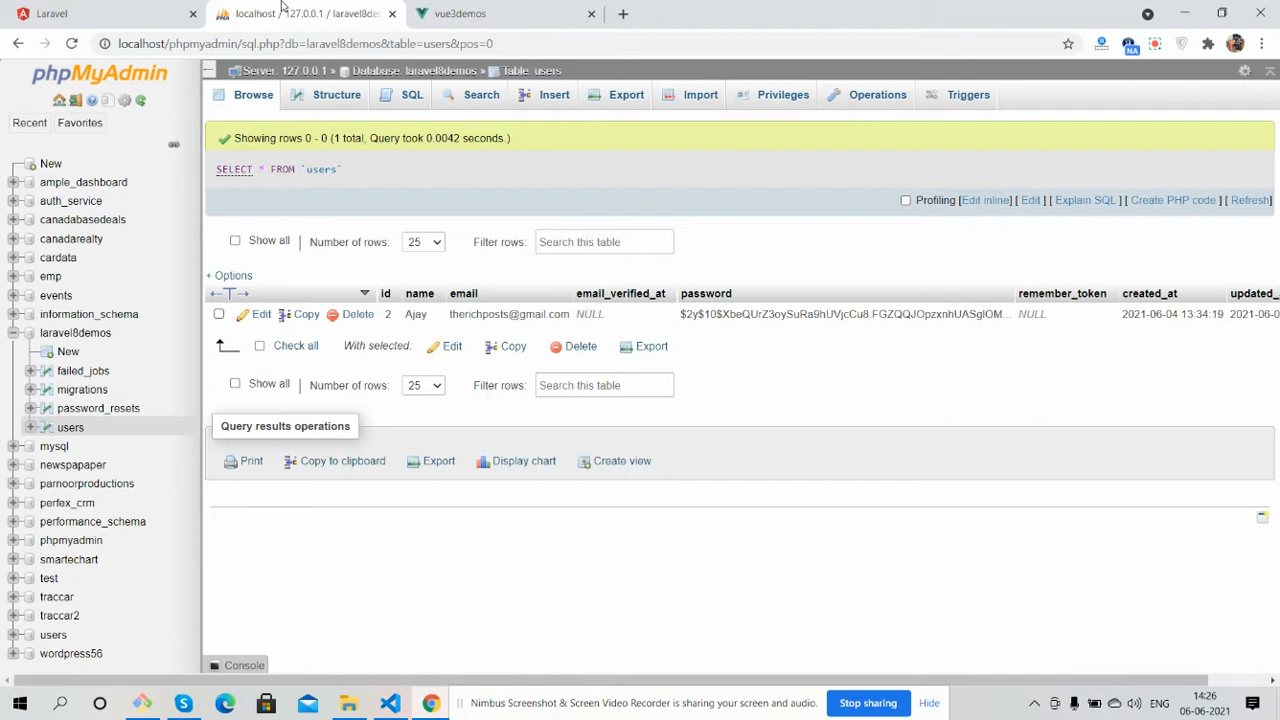 Laravel
localhost / 127.0.0.1 / laravel8de
vue3demos
localhost/phpmyadmin/sql.php?db=laravel8demos&table=users&pos=0
NA
phpMyAdmin
Recent
Favorites
New
ample_dashboard
auth_service
canadabasedeals
canadarealty
cardata
emp
events
information_schema
laravel8demos
New
failed_jobs
migrations
password_resets
users
mysql
newspapaper
parnoorproductions
perfex_crm
performance_schema
phpmyadmin
smartechart
test
traccar
traccar2
users
wordpress56
Server: 127.0.0.1 » Database: laravel8demos » Table: users
Browse Structure SQL Search Insert Export Import Privileges Operations Triggers
Showing rows 0 - 0 (1 total, Query took 0.0042 seconds.)
SELECT * FROM `users`
Profiling [Edit inline] [ Edit ] [ Explain SQL ] [ Create PHP code ] [ Refresh]
Show all | Number of rows: 25 Filter rows: Search this table
+ Options
←T→ id name email email_verified_at password remember_token created_at updated_
Edit Copy Delete 2 Ajay therichposts@gmail.com NULL $2y$10$XbeQUrZ3oySuRa9hUVjcCu8.FGZQQJOpzxnhUASgIOM... NULL 2021-06-04 13:34:19 2021-06-0
Check all With selected: Edit Copy Delete Export
Show all | Number of rows: 25 Filter rows: Search this table
Query results operations
Print Copy to clipboard Export Display chart Create view
Console
Nimbus Screenshot & Screen Video Recorder is sharing your screen and audio.
Stop sharing
Hide
ENG
14:26
06-06-2021